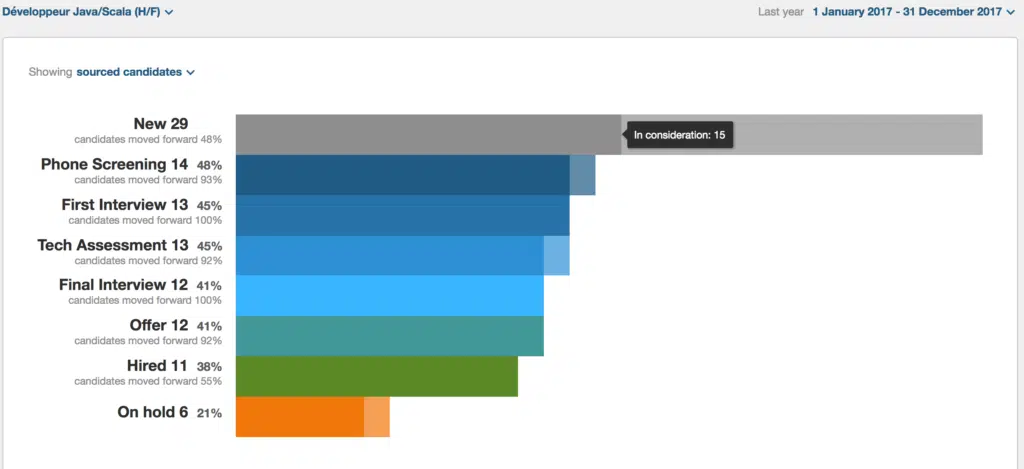 Développeur Java/Scala (H/F)
Last year 1 January 2017 - 31 December 2017
Showing sourced candidates
New 29
candidates moved forward 48%
In consideration: 15
Phone Screening 14 48%
candidates moved forward 93%
First Interview 13 45%
candidates moved forward 100%
Tech Assessment 13 45%
candidates moved forward 92%
Final Interview 12 41%
candidates moved forward 100%
Offer 12 41%
candidates moved forward 92%
Hired 11 38%
candidates moved forward 55%
On hold 6 21%